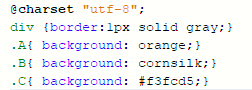 @charset "utf-8";
div {border:1px solid gray;}
.A{ background: orange;}
.B{ background: cornsilk;}
.C{ background: #f3fcd5;}